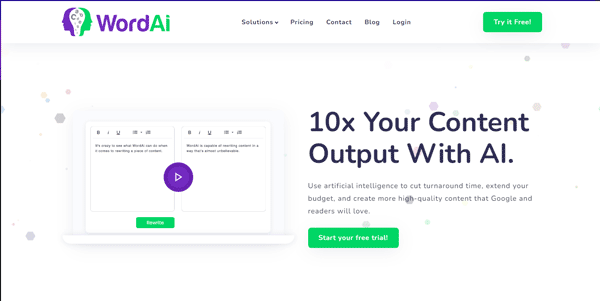 WordAi
Solutions
Pricing
Contact
Blog
Login
Try it Free!
10x Your Content
Output With AI.
Use artificial intelligence to cut turnaround time, extend your
budget, and create more high-quality content that Google and
readers will love.
Start your free trial!
B I U
It's crazy to see what WordAi can do when
it comes to rewriting a piece of content.
B I U
WordAi is capable of rewriting content in a
way that's almost unbelievable.
Rewrite